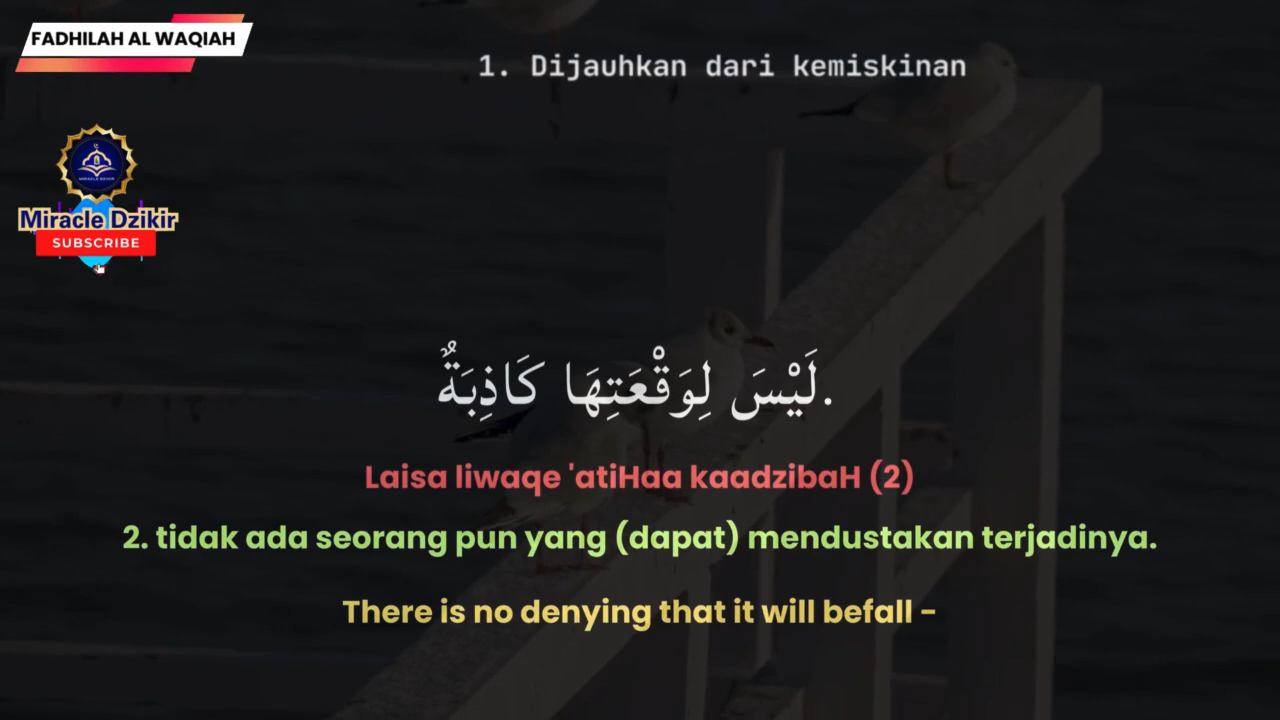 FADHILAH AL WAQIAH
1. Dijauhkan dari kemiskinan
Miracle Dzikir
SUBSCRIBE
لَيْسَ لِوَقْعَتِهَا كَاذِبَةٌ.
Laisa liwaqe 'atiHaa kaadzibaH (2)
2. tidak ada seorang pun yang (dapat) mendustakan terjadinya.
There is no denying that it will befall -